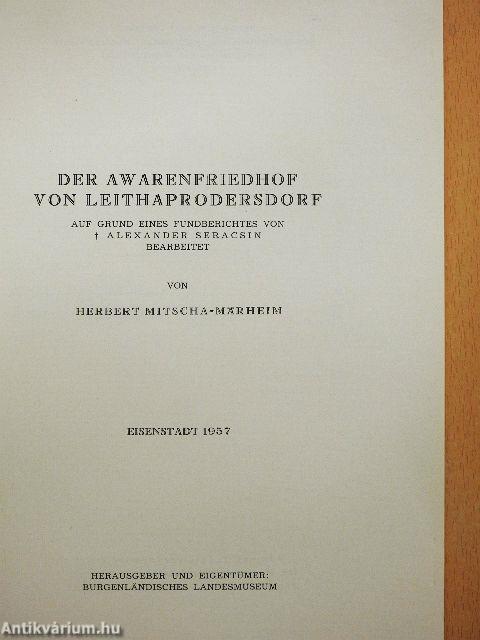 DER AWARENFRIEDHOF
VON LEITHAPRODERSDORF
AUF GRUND EINES FUNDBERICHTES VON
† ALEXANDER SERACSIN
BEARBEITET
VON
HERBERT MITSCHA-MÄRHEIM
EISENSTADT 1957
HERAUSGEBER UND EIGENTÜMER:
BURGENLÄNDISCHES LANDESMUSEUM
Antikvárium.hu